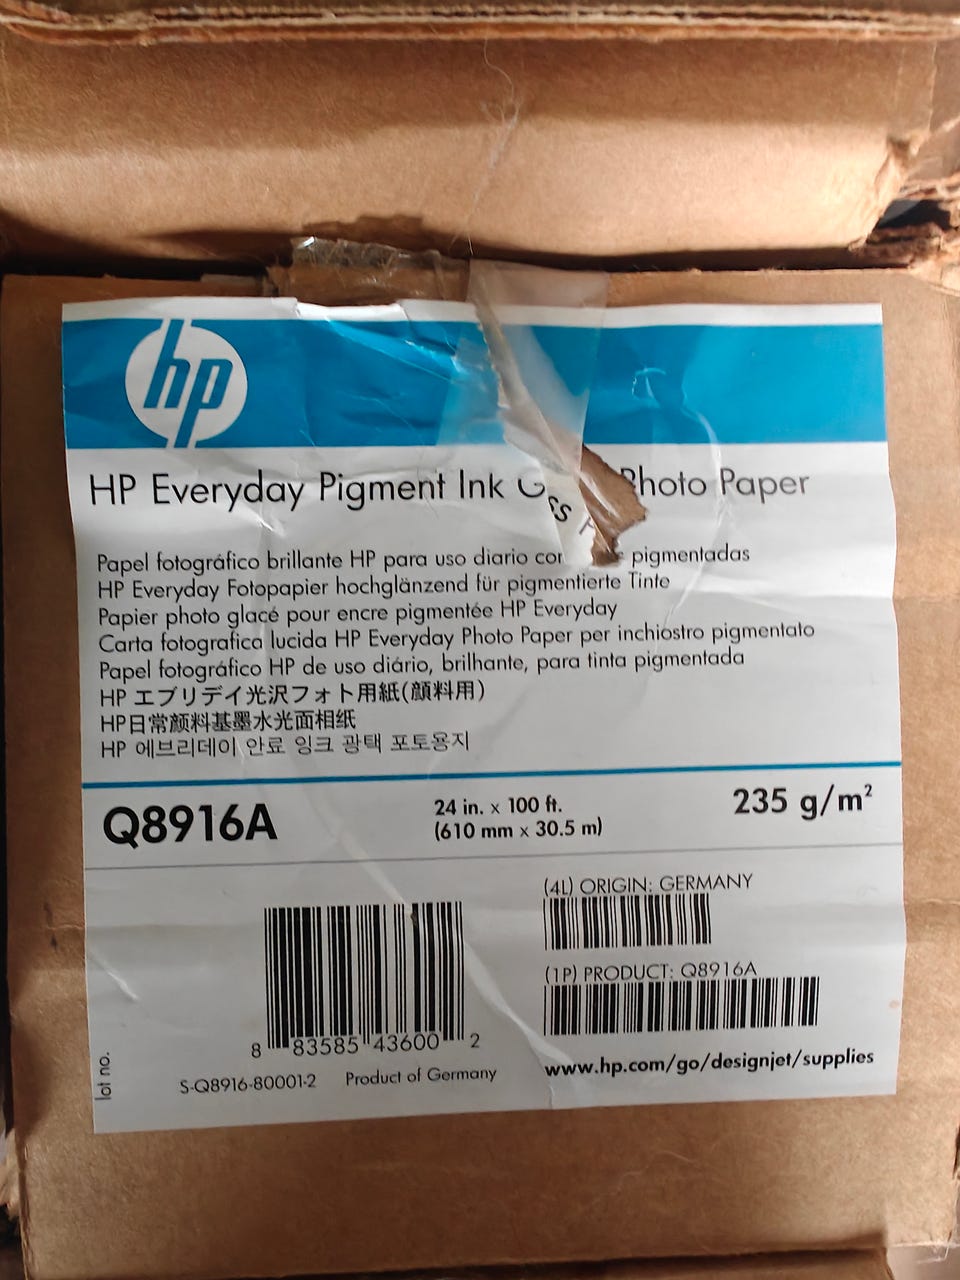 hp
HP Everyday Pigment Ink Photo Paper
Papel fotográfico brillante HP para uso diario con pigmentadas
HP Everyday Fotopapier hochglänzend für pigmentierte Tinte
Papier photo glacé pour encre pigmentée HP Everyday
Carta fotografica lucida HP Everyday Photo Paper per inchiostro pigmentato
Papel fotográfico HP de uso diário, brilhante, para tinta pigmentada
HP エブリデイ光沢フォト用紙(顔料用)
HP日常颜料基墨水光面相纸
HP 에브리데이 안료 잉크 광택 포토용지
Q8916A
24 in. x 100 ft.
(610 mm x 30.5 m)
235 g/m²
(4L) ORIGIN: GERMANY
(1P) PRODUCT: Q8916A
8 83585 43600 2
lot no.
S-Q8916-80001-2 Product of Germany
www.hp.com/go/designjet/supplies